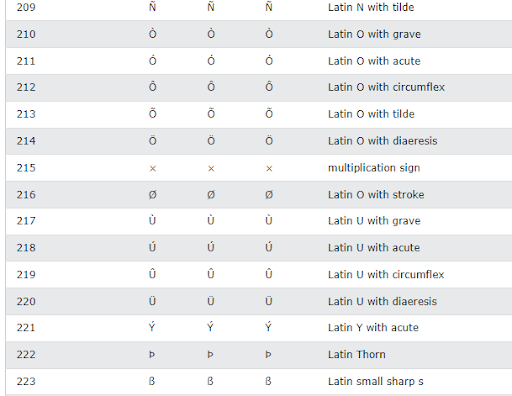 209 Ñ Ñ Ñ Latin N with tilde
210 Ò Ò Ò Latin O with grave
211 Ó Ó Ó Latin O with acute
212 Ô Ô Ô Latin O with circumflex
213 Õ Õ Õ Latin O with tilde
214 Ö Ö Ö Latin O with diaeresis
215 × × × multiplication sign
216 Ø Ø Ø Latin O with stroke
217 Ù Ù Ù Latin U with grave
218 Ú Ú Ú Latin U with acute
219 Û Û Û Latin U with circumflex
220 Ü Ü Ü Latin U with diaeresis
221 Ý Ý Ý Latin Y with acute
222 Þ Þ Þ Latin Thorn
223 ß ß ß Latin small sharp s